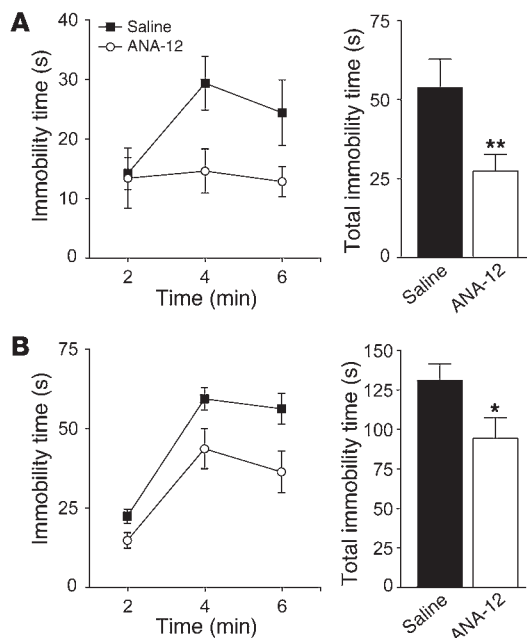 A
Saline
ANA-12
Immobility time (s)
40
30
20
10
0
2 4 6
Time (min)
Total immobility time (s)
75
50
25
0
**
Saline
ANA-12
B
Immobility time (s)
75
50
25
0
2 4 6
Time (min)
Total immobility time (s)
150
125
100
75
50
25
0
*
Saline
ANA-12